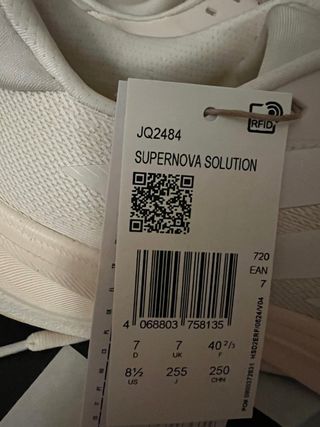 RFID
JQ2484
SUPERNOVA SOLUTION
720
EAN
7
4 068803 758135
7 7 40 2/3
D UK F
8½ 255 250
US J CHN